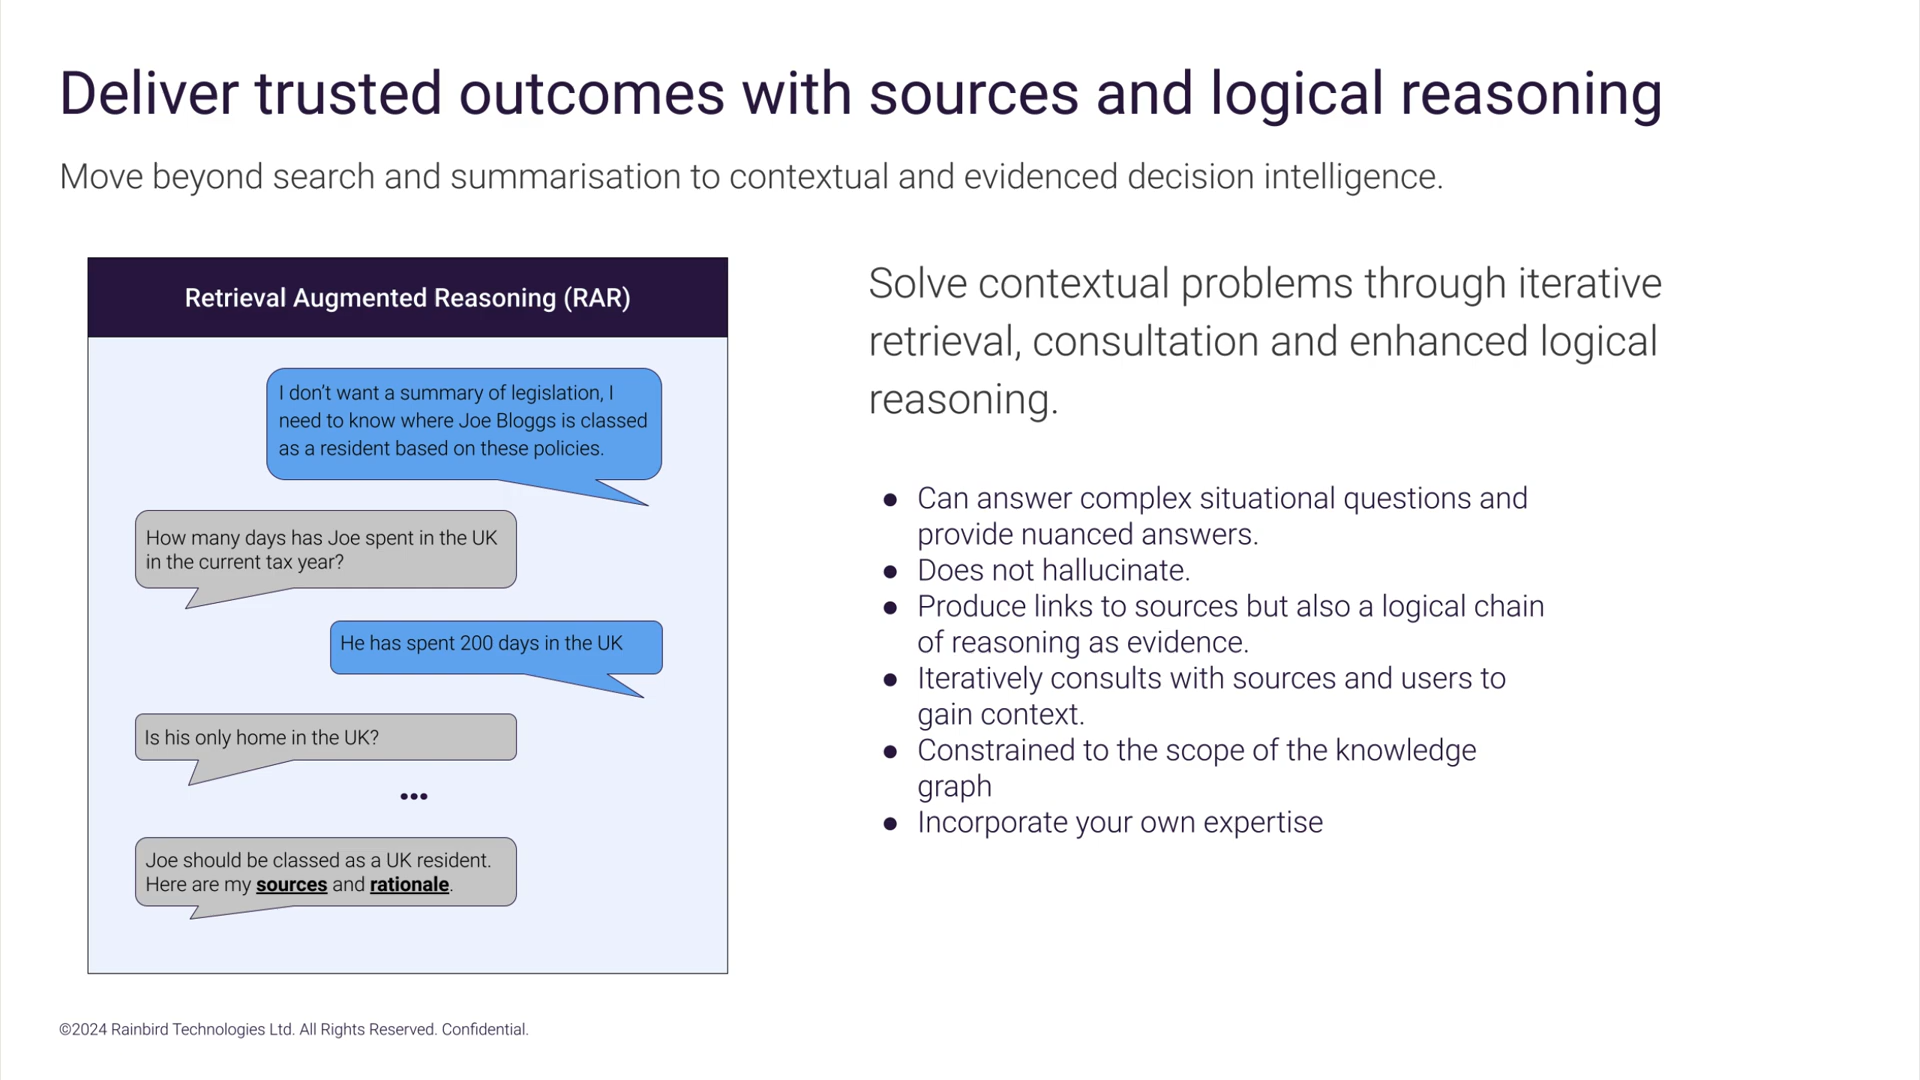 Deliver trusted outcomes with sources and logical reasoning
Move beyond search and summarisation to contextual and evidenced decision intelligence.
Retrieval Augmented Reasoning (RAR)
I don’t want a summary of legislation, I
need to know where Joe Bloggs is classed
as a resident based on these policies.
How many days has Joe spent in the UK
in the current tax year?
He has spent 200 days in the UK
Is his only home in the UK?
•••
Joe should be classed as a UK resident.
Here are my sources and rationale.
Solve contextual problems through iterative
retrieval, consultation and enhanced logical
reasoning.
● Can answer complex situational questions and
provide nuanced answers.
● Does not hallucinate.
● Produce links to sources but also a logical chain
of reasoning as evidence.
● Iteratively consults with sources and users to
gain context.
● Constrained to the scope of the knowledge
graph
● Incorporate your own expertise
©2024 Rainbird Technologies Ltd. All Rights Reserved. Confidential.